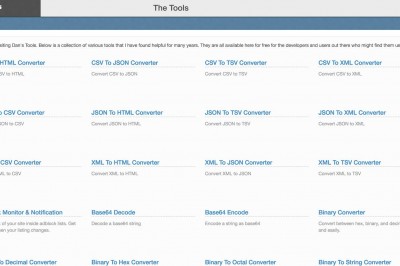 s
The Tools
siting Dan's Tools. Below is a collection of various tools that I have found helpful for many years. They are all available here for free for the developers and users out there who might find them use
HTML Converter
CSV To JSON Converter
CSV To TSV Converter
CSV To XML Converter
SV to HTML
Convert CSV to JSON
Convert CSV to TSV
Convert CSV to XML
o CSV Converter
JSON To HTML Converter
JSON To TSV Converter
JSON To XML Converter
SON to CSV
Convert JSON to HTML
Convert JSON to TSV
Convert JSON to XML
CSV Converter
XML To HTML Converter
XML To JSON Converter
XML To TSV Converter
ML to CSV
Convert XML to HTML
Convert XML to JSON
Convert XML to TSV
k Monitor & Notification
Base64 Decode
Base64 Encode
Binary Converter
s of your site inside adblock lists. Get
Decode a base64 string
Encode a string as base64
Convert between hex, binary, and decim
en your listing changes.
and easily.
To Decimal Converter
Binary To Hex Converter
Binary To Octal Converter
Binary To String Converter